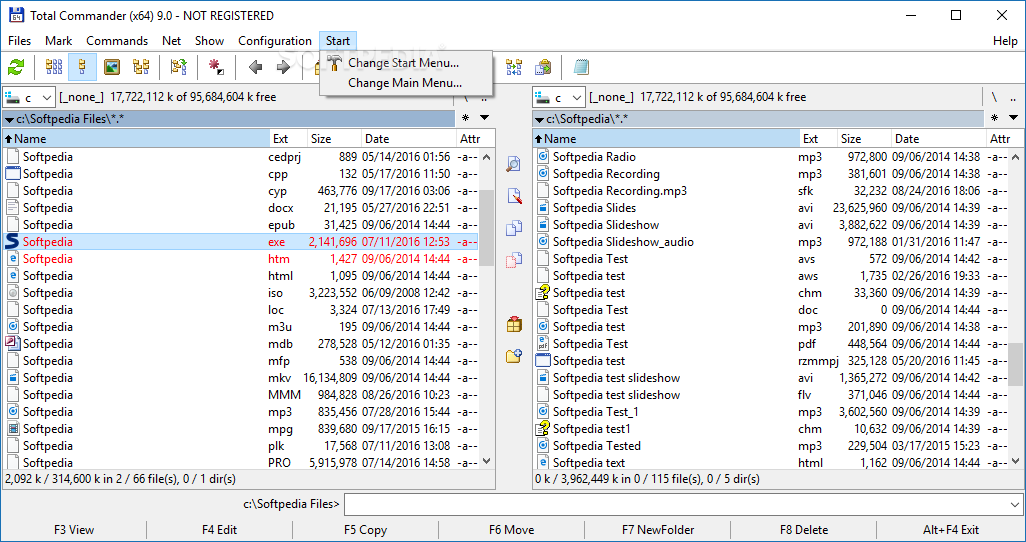 Total Commander (x64) 9.0 - NOT REGISTERED
Files Mark Commands Net Show Configuration Start Help
Change Start Menu...
Change Main Menu...
c [_none_] 17,722,112 k of 95,684,604 k free \ ..
c [_none_] 17,722,112 k of 95,684,604 k free \ ..
c:\Softpedia Files\*.* *
c:\Softpedia\*.* *
Name Ext Size Date Attr
Softpedia cedprj 889 05/14/2016 01:56 -a--
Softpedia cpp 132 05/17/2016 11:50 -a--
Softpedia cyp 463,776 09/17/2016 03:06 -a--
Softpedia docx 21,195 05/27/2016 22:51 -a--
Softpedia epub 31,425 09/06/2014 14:44 -a--
Softpedia exe 2,141,696 07/11/2016 12:53 -a--
Softpedia htm 1,427 09/06/2014 14:44 -a--
Softpedia html 1,095 09/06/2014 14:44 -a--
Softpedia iso 3,223,552 06/09/2008 12:42 -a--
Softpedia loc 3,324 07/13/2016 17:49 -a--
Softpedia m3u 195 09/06/2014 14:44 -a--
Softpedia mdb 278,528 05/12/2016 01:35 -a--
Softpedia mfp 538 09/06/2014 14:44 -a--
Softpedia mkv 16,134,809 09/06/2014 14:44 -a--
Softpedia MMM 984,828 08/26/2016 10:23 -a--
Softpedia mp3 835,456 07/28/2016 15:44 -a--
Softpedia mpg 839,680 09/17/2015 16:15 -a--
Softpedia plk 17,568 07/11/2016 13:08 -a--
Softpedia PRO 5,915,978 07/14/2016 14:58 -a--
2,092 k / 314,600 k in 2 / 66 file(s), 0 / 1 dir(s)
Name Ext Size Date Attr
Softpedia Radio mp3 972,800 09/06/2014 14:38 -a--
Softpedia Recording mp3 381,601 09/06/2014 14:38 -a--
Softpedia Recording.mp3 sfk 32,232 08/24/2016 18:06 -a--
Softpedia Slides avi 23,625,960 09/06/2014 14:39 -a--
Softpedia Slideshow avi 3,882,622 09/06/2014 14:39 -a--
Softpedia Slideshow_audio mp3 972,188 01/31/2016 11:47 -a--
Softpedia Test avs 572 09/06/2014 14:42 -a--
Softpedia test aws 1,735 02/26/2016 19:33 -a--
Softpedia test chm 33,360 09/06/2014 14:39 -a--
Softpedia Test doc 0 09/06/2014 14:44 -a--
Softpedia test mp3 201,890 09/06/2014 14:38 -a--
Softpedia Test pdf 448,564 09/06/2014 14:44 -a--
Softpedia test rzmmpj 325,128 05/20/2016 11:45 -a--
Softpedia test slideshow avi 1,365,272 09/06/2014 14:42 -a--
Softpedia test slideshow flv 371,046 09/06/2014 14:44 -a--
Softpedia Test_1 mp3 3,602,560 09/06/2014 14:39 -a--
Softpedia test1 chm 10,632 09/06/2014 14:39 -a--
Softpedia Tested mp3 229,504 03/17/2015 15:23 -a--
Softpedia text html 1,162 09/06/2014 14:44 -a--
0 k / 3,962,449 k in 0 / 115 file(s), 0 / 5 dir(s)
c:\Softpedia Files>
F3 View F4 Edit F5 Copy F6 Move F7 NewFolder F8 Delete Alt+F4 Exit